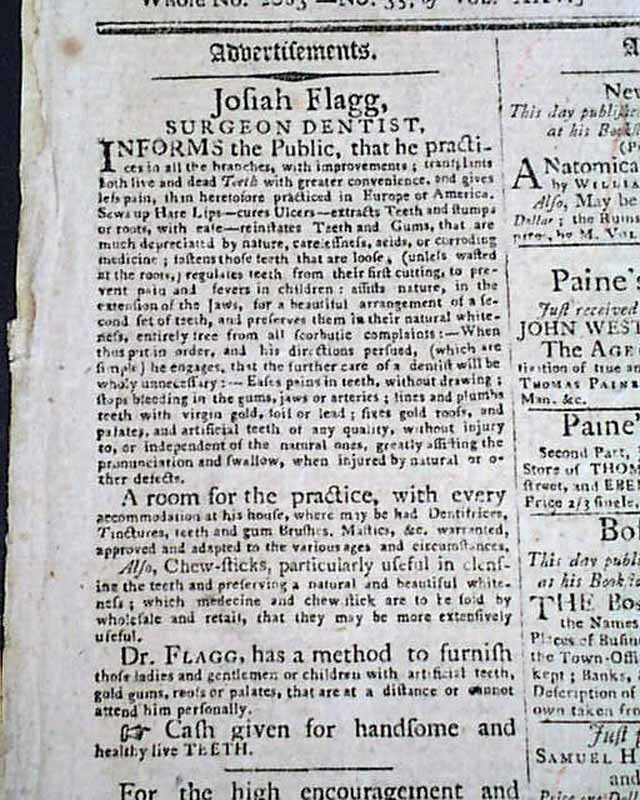 Advertiſements.
Joſiah Flagg,
SURGEON DENTIST,
INFORMS the Public, that he practi-
ces in all the branches, with improvements; tranſplants
both live and dead Teeth with greater convenience, and gives
leſs pain, than heretofore practiced in Europe or America.
Sews up Hare Lips—cures Ulcers—extracts Teeth and ſtumps
or roots, with eaſe—reinſtates Teeth and Gums, that are
much depreciated by nature, careleſſneſs, acids, or corroding
medicine; faſtens thoſe teeth that are looſe, (unleſs waſted
at the roots,) regulates teeth from their firſt cutting, to pre-
vent pain and fevers in children: aſſiſts nature, in the
extenſion of the Jaws, for a beautiful arrangement of a ſe-
cond ſet of teeth, and preſerves them in their natural white-
neſs, entirely free from all ſcorbutic complaints:—When
thus put in order, and his directions perſued, (which are
ſimple) he engages, that the further care of a dentiſt will be
wholy unneceſſary:—Eaſes pains in teeth, without drawing;
ſtops bleeding in the gums, jaws or arteries; lines and plumbs
teeth with virgin gold, foil or lead; fixes gold roofs, and
palates, and artificial teeth of any quality, without injury
to, or independent of the natural ones, greatly aſſiſting the
pronunciation and ſwallow, when injured by natural or o-
ther defects.
A room for the practice, with every
accommodation at his houſe, where may be had Dentifrices,
Tinctures, teeth and gum Bruſhes, Maſtics, &c. warranted,
approved and adapted to the various ages and circumſtances.
Alſo, Chew-ſticks, particularly uſeful in clenſ-
ing the teeth and preſerving a natural and beautiful white-
neſs; which medecine and chew ſtick are to be ſold by
wholeſale and retail, that they may be more extenſively
uſeful.
Dr. FLAGG, has a method to furniſh
thoſe ladies and gentlemen or children with artificial teeth,
gold gums, roofs or palates, that are at a diſtance or cannot
attend him perſonally.
☞ Caſh given for handſome and
healthy live TEETH.
For the high encouragement and
New
This day publiſhe
at his Book
ANatomica
by WILLIA
Alſo, May be
Dollar; the Rum
Paine's
Juſt received
JOHN WEST
The AGE
tigation of true an
THOMAS PAINE
Man. &c.
Paine's
Second Part,
Store of THOM
ſtreet, and EBE
Price 2/3 ſingle.
Bo
This day publi
at his Book
THE Bo
the Names
Places of Buſine
the Town-Offi
kept; Banks,
Deſcription of
own taken fro
Juſt p
SAMUEL H
and